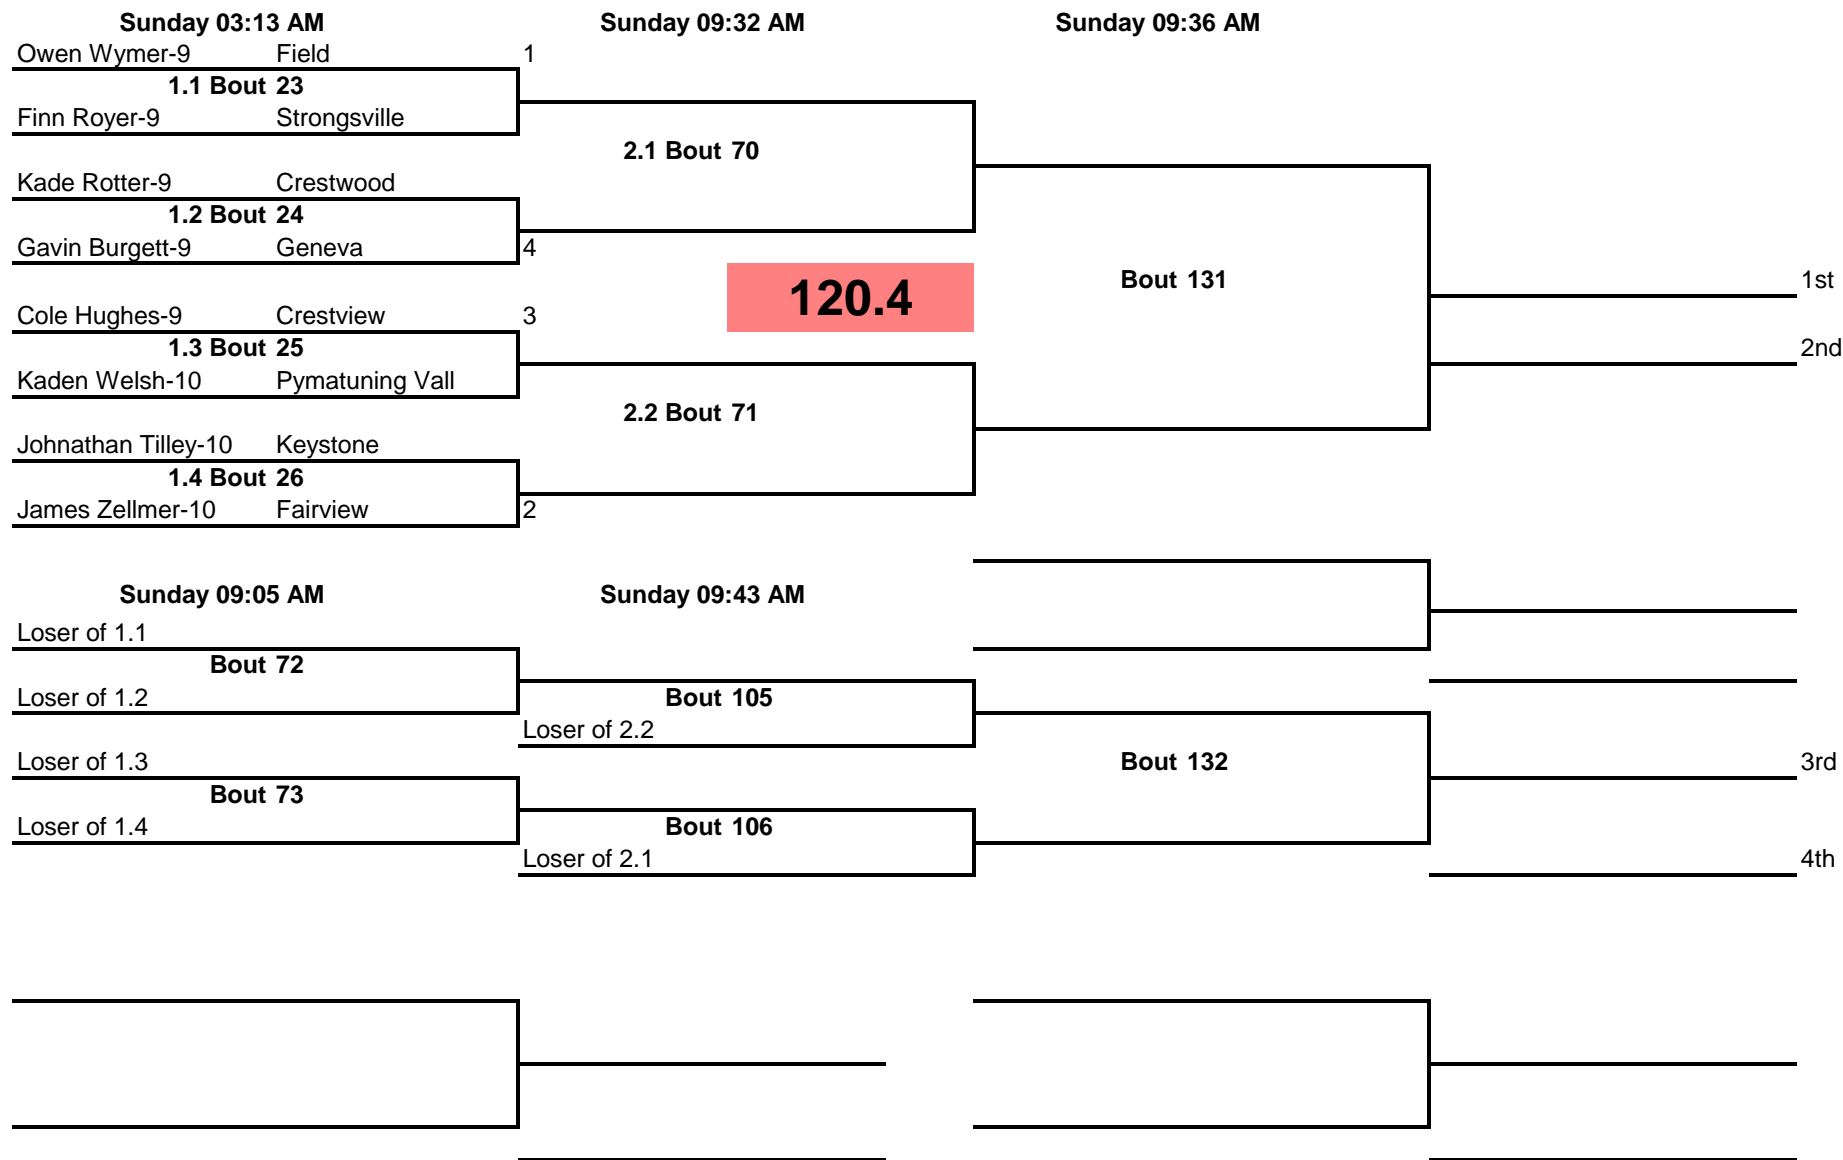 Sunday 03:13 AM Sunday 09:32 AM Sunday 09:36 AM
Owen Wymer-9 Field 1
1.1 Bout 23
Finn Royer-9 Strongsville
2.1 Bout 70
Kade Rotter-9 Crestwood
1.2 Bout 24
Gavin Burgett-9 Geneva 4
120.4 Bout 131 1st
Cole Hughes-9 Crestview 3
1.3 Bout 25 2nd
Kaden Welsh-10 Pymatuning Vall
2.2 Bout 71
Johnathan Tilley-10 Keystone
1.4 Bout 26
James Zellmer-10 Fairview 2
Sunday 09:05 AM Sunday 09:43 AM
Loser of 1.1
Bout 72
Loser of 1.2 Bout 105
Loser of 2.2
Loser of 1.3 Bout 132 3rd
Bout 73
Loser of 1.4 Bout 106
Loser of 2.1 4th